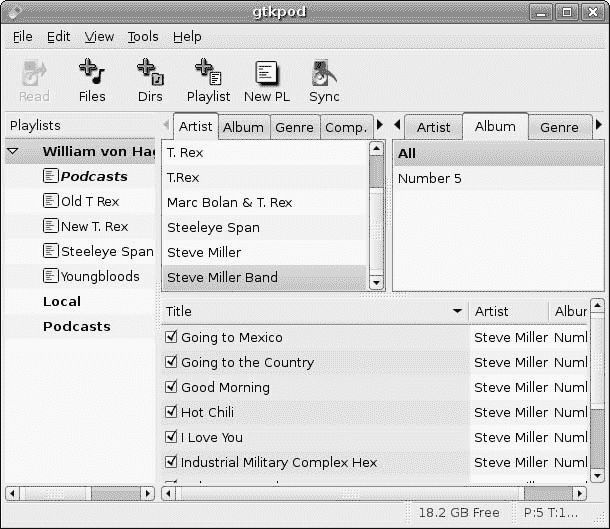 gtkpod
File Edit View Tools Help
Read Files Dirs Playlist New PL Sync
Playlists
William von Ha
Podcasts
Old T Rex
New T. Rex
Steeleye Span
Youngbloods
Local
Podcasts
Artist Album Genre Comp.
T. Rex
T.Rex
Marc Bolan & T. Rex
Steeleye Span
Steve Miller
Steve Miller Band
Artist Album Genre
All
Number 5
Title Artist Albur
Going to Mexico Steve Miller Numl
Going to the Country Steve Miller Numl
Good Morning Steve Miller Numl
Hot Chili Steve Miller Numl
I Love You Steve Miller Numl
Industrial Military Complex Hex Steve Miller Numl
18.2 GB Free P:5 T:1...